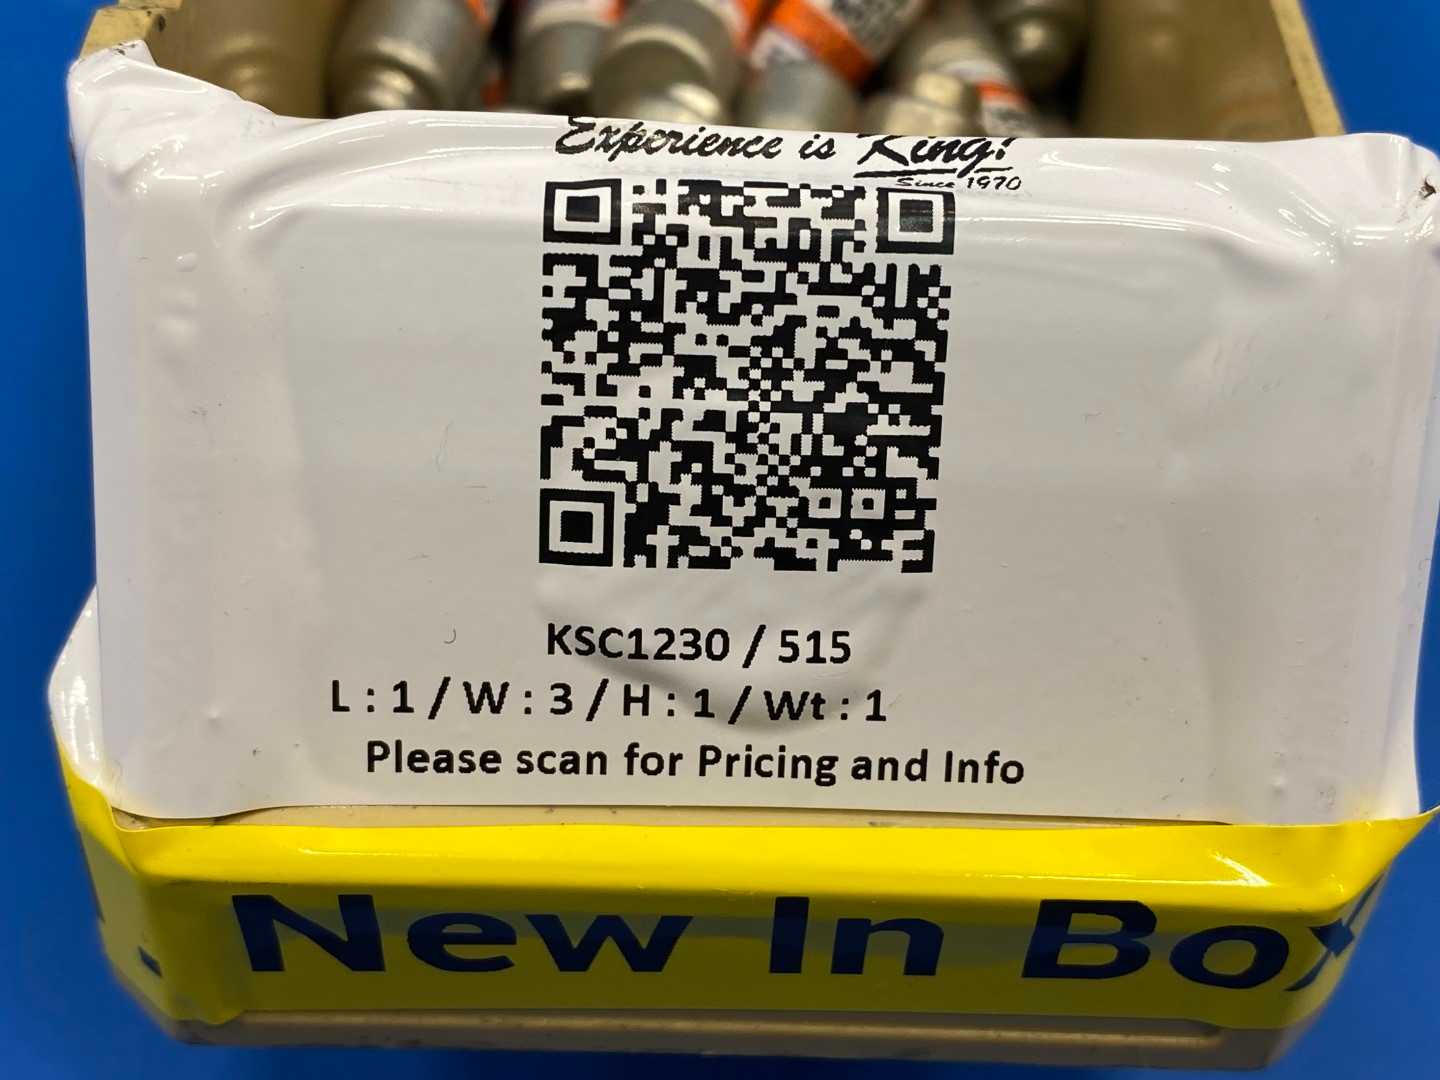 Experience is King!
Since 1970
KSC1230 / 515
L : 1 / W : 3 / H : 1 / Wt : 1
Please scan for Pricing and Info
New In Box